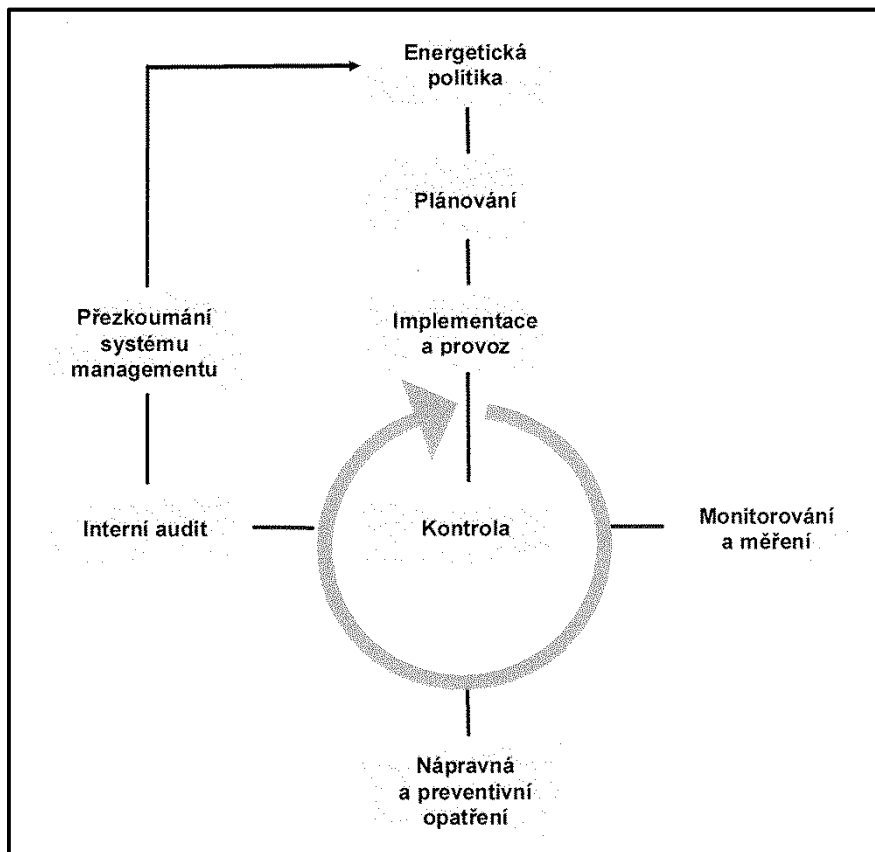 Energetická
politika
Plánování
Implementace
a provoz
Přezkoumání
systému
managementu
Interní audit
Kontrola
Monitorování
a měření
Nápravná
a preventivní
opatření